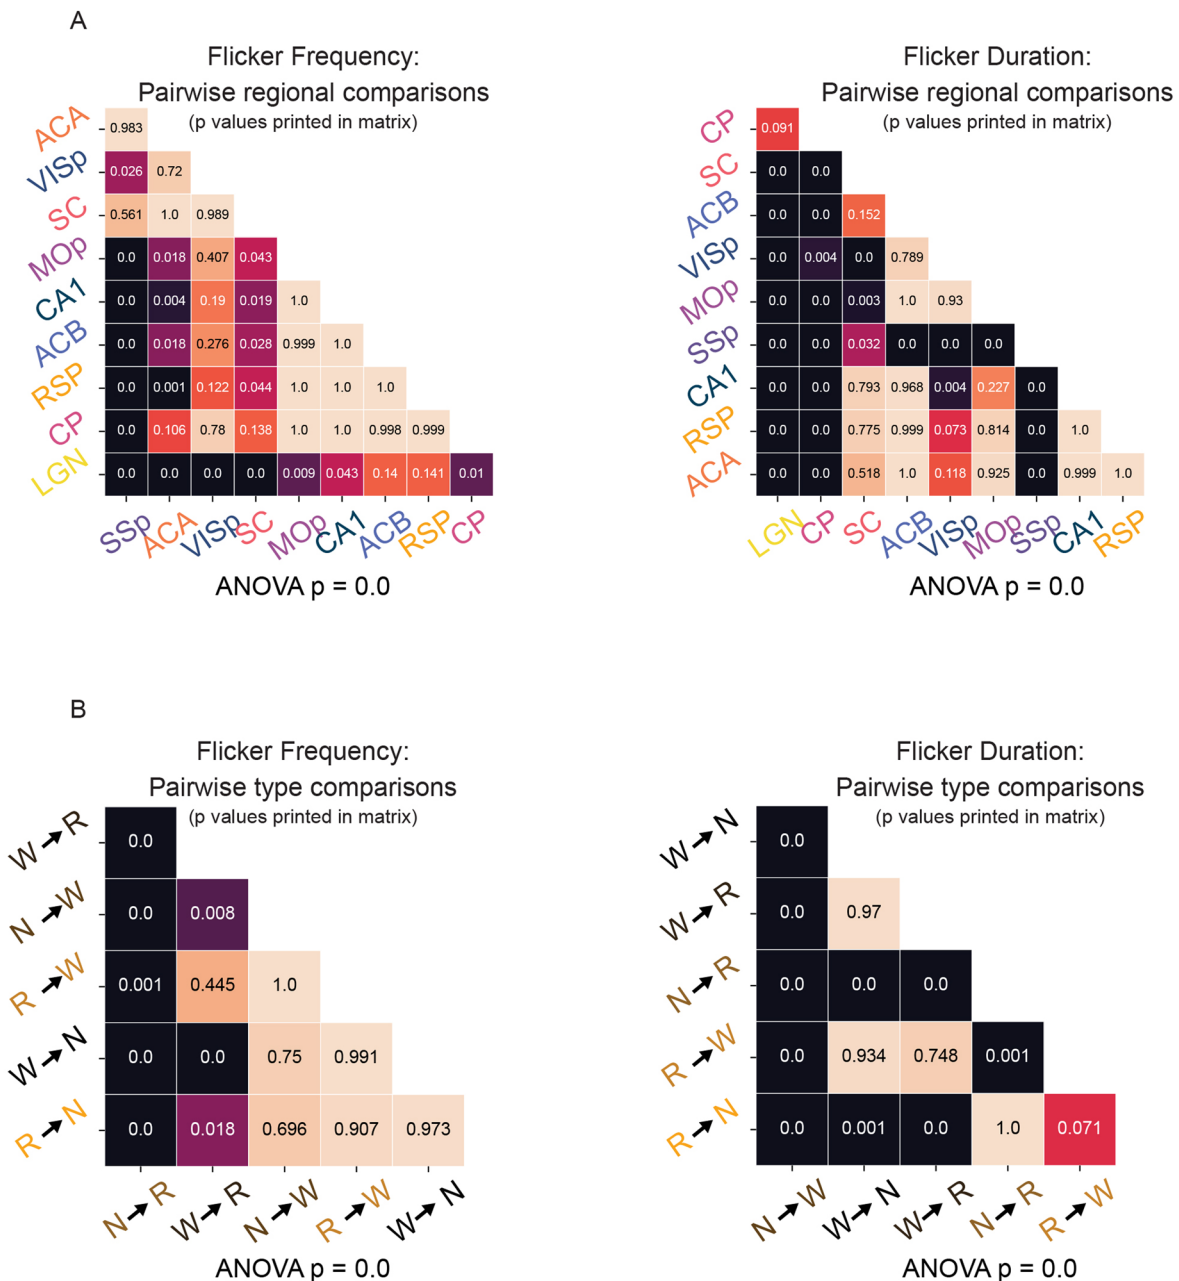 A
Flicker Frequency:
Pairwise regional comparisons
(p values printed in matrix)
ACA 0.983
VISp 0.026 0.72
SC 0.561 1.0 0.989
MOp 0.0 0.018 0.407 0.043
CA1 0.0 0.004 0.19 0.019 1.0
ACB 0.0 0.018 0.276 0.028 0.999 1.0
RSP 0.0 0.001 0.122 0.044 1.0 1.0 1.0
CP 0.0 0.106 0.78 0.138 1.0 1.0 0.998 0.999
LGN 0.0 0.0 0.0 0.0 0.009 0.043 0.14 0.141 0.01
SSp ACA VISp SC MOp CA1 ACB RSP CP
ANOVA p = 0.0
Flicker Duration:
Pairwise regional comparisons
(p values printed in matrix)
CP 0.091
SC 0.0 0.0
ACB 0.0 0.0 0.152
VISp 0.0 0.004 0.0 0.789
MOp 0.0 0.0 0.003 1.0 0.93
SSp 0.0 0.0 0.032 0.0 0.0 0.0
CA1 0.0 0.0 0.793 0.968 0.004 0.227 0.0
RSP 0.0 0.0 0.775 0.999 0.073 0.814 0.0 1.0
ACA 0.0 0.0 0.518 1.0 0.118 0.925 0.0 0.999 1.0
LGN CP SC ACB VISp MOp SSp CA1 RSP
ANOVA p = 0.0
B
Flicker Frequency:
Pairwise type comparisons
(p values printed in matrix)
W→R 0.0
N→W 0.0 0.008
R→W 0.001 0.445 1.0
W→N 0.0 0.0 0.75 0.991
R→N 0.0 0.018 0.696 0.907 0.973
N→R W→R N→W R→W W→N
ANOVA p = 0.0
Flicker Duration:
Pairwise type comparisons
(p values printed in matrix)
W→N 0.0
W→R 0.0 0.97
N→R 0.0 0.0 0.0
R→W 0.0 0.934 0.748 0.001
R→N 0.0 0.001 0.0 1.0 0.071
N→W W→N W→R N→R R→W
ANOVA p = 0.0